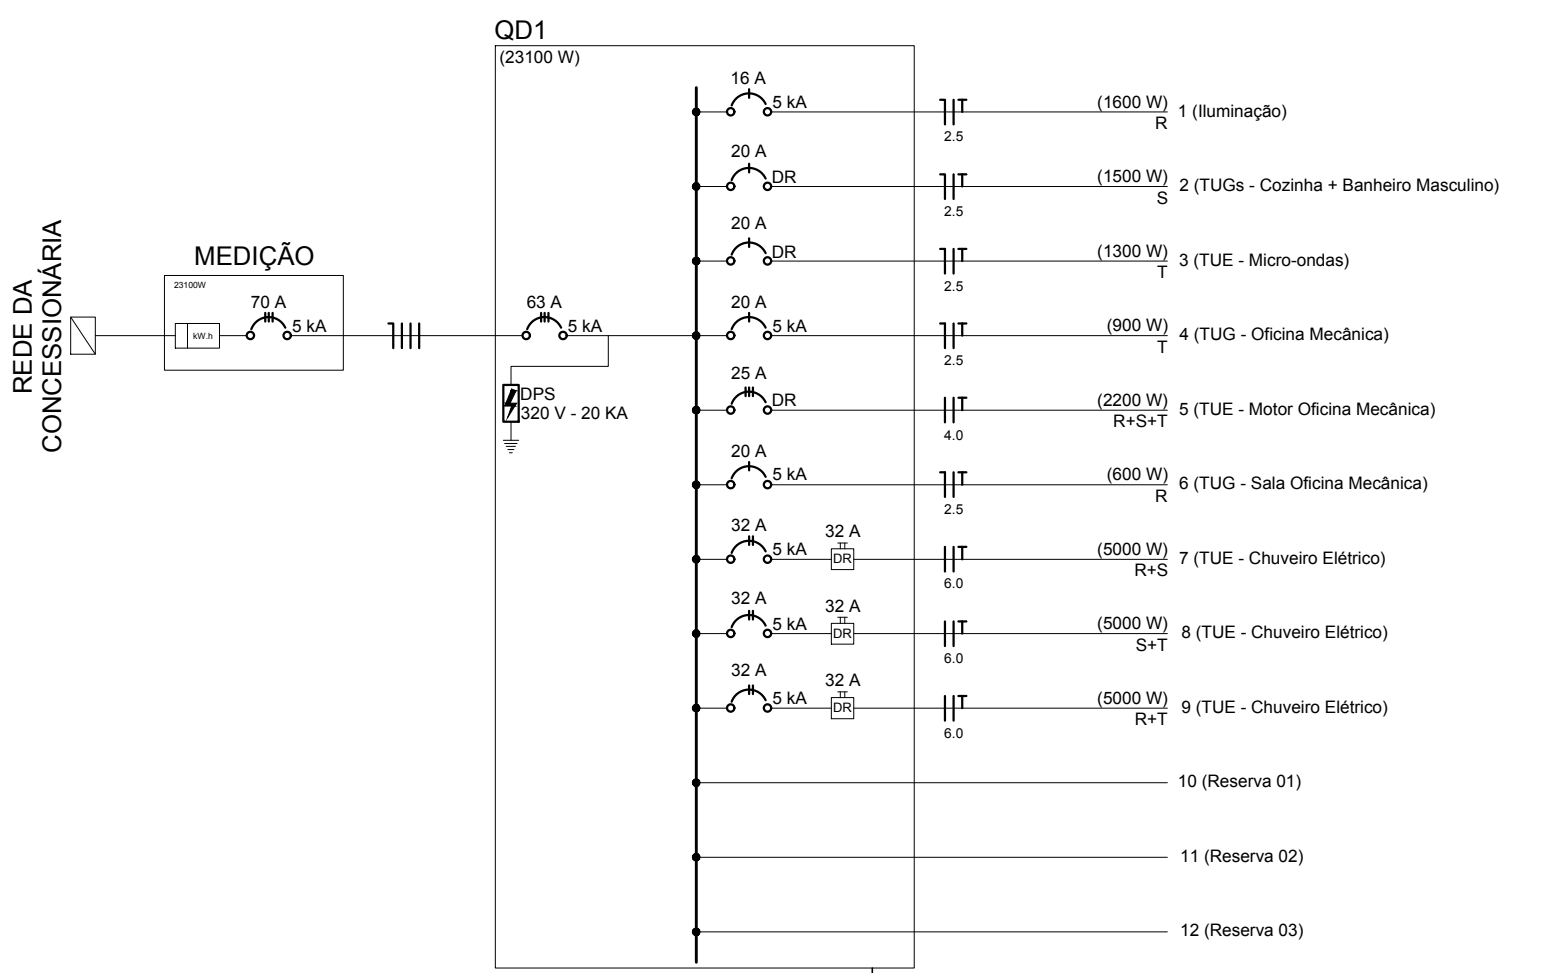 QD1
(23100 W)
REDE DA
CONCESSIONÁRIA
MEDIÇÃO
23100W
kW.h
70 A
5 kA
63 A
5 kA
DPS
320 V - 20 KA
16 A
5 kA
2.5
(1600 W)
R
1 (Iluminação)
20 A
DR
2.5
(1500 W)
S
2 (TUGs - Cozinha + Banheiro Masculino)
20 A
DR
2.5
(1300 W)
T
3 (TUE - Micro-ondas)
20 A
5 kA
2.5
(900 W)
T
4 (TUG - Oficina Mecânica)
25 A
DR
4.0
(2200 W)
R+S+T
5 (TUE - Motor Oficina Mecânica)
20 A
5 kA
2.5
(600 W)
R
6 (TUG - Sala Oficina Mecânica)
32 A
5 kA
32 A
DR
6.0
(5000 W)
R+S
7 (TUE - Chuveiro Elétrico)
32 A
5 kA
32 A
DR
6.0
(5000 W)
S+T
8 (TUE - Chuveiro Elétrico)
32 A
5 kA
32 A
DR
6.0
(5000 W)
R+T
9 (TUE - Chuveiro Elétrico)
10 (Reserva 01)
11 (Reserva 02)
12 (Reserva 03)